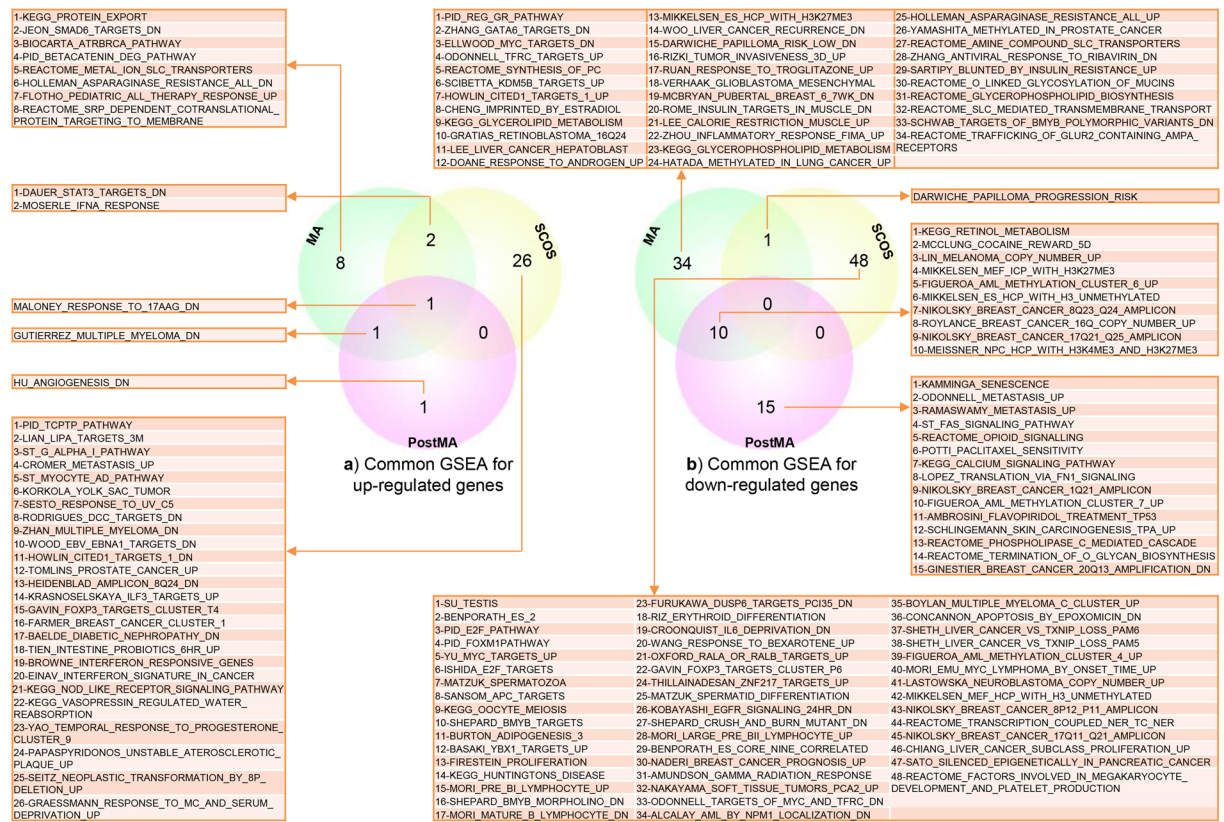 1-KEGG_PROTEIN_EXPORT
2-JEON_SMAD6_TARGETS_DN
3-BIOCARTA_ATRBRCA_PATHWAY
4-PID_BETACATENIN_DEG_PATHWAY
5-REACTOME_METAL_ION_SLC_TRANSPORTERS
6-HOLLEMAN_ASPARAGINASE_RESISTANCE_ALL_DN
7-FLOTHO_PEDIATRIC_ALL_THERAPY_RESPONSE_UP
8-REACTOME_SRP_DEPENDENT_COTRANSLATIONAL_
PROTEIN_TARGETING_TO_MEMBRANE
1-DAUER_STAT3_TARGETS_DN
2-MOSERLE_IFNA_RESPONSE
MALONEY_RESPONSE_TO_17AAG_DN
GUTIERREZ_MULTIPLE_MYELOMA_DN
HU_ANGIOGENESIS_DN
1-PID_TCPTP_PATHWAY
2-LIAN_LIPA_TARGETS_3M
3-ST_G_ALPHA_I_PATHWAY
4-CROMER_METASTASIS_UP
5-ST_MYOCYTE_AD_PATHWAY
6-KORKOLA_YOLK_SAC_TUMOR
7-SESTO_RESPONSE_TO_UV_C5
8-RODRIGUES_DCC_TARGETS_DN
9-ZHAN_MULTIPLE_MYELOMA_DN
10-WOOD_EBV_EBNA1_TARGETS_DN
11-HOWLIN_CITED1_TARGETS_1_DN
12-TOMLINS_PROSTATE_CANCER_UP
13-HEIDENBLAD_AMPLICON_8Q24_DN
14-KRASNOSELSKAYA_ILF3_TARGETS_UP
15-GAVIN_FOXP3_TARGETS_CLUSTER_T4
16-FARMER_BREAST_CANCER_CLUSTER_1
17-BAELDE_DIABETIC_NEPHROPATHY_DN
18-TIEN_INTESTINE_PROBIOTICS_6HR_UP
19-BROWNE_INTERFERON_RESPONSIVE_GENES
20-EINAV_INTERFERON_SIGNATURE_IN_CANCER
21-KEGG_NOD_LIKE_RECEPTOR_SIGNALING_PATHWAY
22-KEGG_VASOPRESSIN_REGULATED_WATER_
REABSORPTION
23-YAO_TEMPORAL_RESPONSE_TO_PROGESTERONE_
CLUSTER_9
24-PAPASPYRIDONOS_UNSTABLE_ATEROSCLEROTIC_
PLAQUE_UP
25-SEITZ_NEOPLASTIC_TRANSFORMATION_BY_8P_
DELETION_UP
26-GRAESSMANN_RESPONSE_TO_MC_AND_SERUM_
DEPRIVATION_UP
MA
SCOS
8
2
26
1
1
0
1
PostMA
a) Common GSEA for
up-regulated genes
1-PID_REG_GR_PATHWAY
2-ZHANG_GATA6_TARGETS_DN
3-ELLWOOD_MYC_TARGETS_DN
4-ODONNELL_TFRC_TARGETS_UP
5-REACTOME_SYNTHESIS_OF_PC
6-SCIBETTA_KDM5B_TARGETS_UP
7-HOWLIN_CITED1_TARGETS_1_UP
8-CHENG_IMPRINTED_BY_ESTRADIOL
9-KEGG_GLYCEROLIPID_METABOLISM
10-GRATIAS_RETINOBLASTOMA_16Q24
11-LEE_LIVER_CANCER_HEPATOBLAST
12-DOANE_RESPONSE_TO_ANDROGEN_UP
13-MIKKELSEN_ES_HCP_WITH_H3K27ME3
14-WOO_LIVER_CANCER_RECURRENCE_DN
15-DARWICHE_PAPILLOMA_RISK_LOW_DN
16-RIZKI_TUMOR_INVASIVENESS_3D_UP
17-RUAN_RESPONSE_TO_TROGLITAZONE_UP
18-VERHAAK_GLIOBLASTOMA_MESENCHYMAL
19-MCBRYAN_PUBERTAL_BREAST_6_7WK_DN
20-ROME_INSULIN_TARGETS_IN_MUSCLE_DN
21-LEE_CALORIE_RESTRICTION_MUSCLE_UP
22-ZHOU_INFLAMMATORY_RESPONSE_FIMA_UP
23-KEGG_GLYCEROPHOSPHOLIPID_METABOLISM
24-HATADA_METHYLATED_IN_LUNG_CANCER_UP
25-HOLLEMAN_ASPARAGINASE_RESISTANCE_ALL_UP
26-YAMASHITA_METHYLATED_IN_PROSTATE_CANCER
27-REACTOME_AMINE_COMPOUND_SLC_TRANSPORTERS
28-ZHANG_ANTIVIRAL_RESPONSE_TO_RIBAVIRIN_DN
29-SARTIPY_BLUNTED_BY_INSULIN_RESISTANCE_UP
30-REACTOME_O_LINKED_GLYCOSYLATION_OF_MUCINS
31-REACTOME_GLYCEROPHOSPHOLIPID_BIOSYNTHESIS
32-REACTOME_SLC_MEDIATED_TRANSMEMBRANE_TRANSPORT
33-SCHWAB_TARGETS_OF_BMYB_POLYMORPHIC_VARIANTS_DN
34-REACTOME_TRAFFICKING_OF_GLUR2_CONTAINING_AMPA_
RECEPTORS
MA
SCOS
34
1
48
0
10
0
15
PostMA
b) Common GSEA for
down-regulated genes
DARWICHE_PAPILLOMA_PROGRESSION_RISK
1-KEGG_RETINOL_METABOLISM
2-MCCLUNG_COCAINE_REWARD_5D
3-LIN_MELANOMA_COPY_NUMBER_UP
4-MIKKELSEN_MEF_ICP_WITH_H3K27ME3
5-FIGUEROA_AML_METHYLATION_CLUSTER_6_UP
6-MIKKELSEN_ES_HCP_WITH_H3_UNMETHYLATED
7-NIKOLSKY_BREAST_CANCER_8Q23_Q24_AMPLICON
8-ROYLANCE_BREAST_CANCER_16Q_COPY_NUMBER_UP
9-NIKOLSKY_BREAST_CANCER_17Q21_Q25_AMPLICON
10-MEISSNER_NPC_HCP_WITH_H3K4ME3_AND_H3K27ME3
1-KAMMINGA_SENESCENCE
2-ODONNELL_METASTASIS_UP
3-RAMASWAMY_METASTASIS_UP
4-ST_FAS_SIGNALING_PATHWAY
5-REACTOME_OPIOID_SIGNALLING
6-POTTI_PACLITAXEL_SENSITIVITY
7-KEGG_CALCIUM_SIGNALING_PATHWAY
8-LOPEZ_TRANSLATION_VIA_FN1_SIGNALING
9-NIKOLSKY_BREAST_CANCER_1Q21_AMPLICON
10-FIGUEROA_AML_METHYLATION_CLUSTER_7_UP
11-AMBROSINI_FLAVOPIRIDOL_TREATMENT_TP53
12-SCHLINGEMANN_SKIN_CARCINOGENESIS_TPA_UP
13-REACTOME_PHOSPHOLIPASE_C_MEDIATED_CASCADE
14-REACTOME_TERMINATION_OF_O_GLYCAN_BIOSYNTHESIS
15-GINESTIER_BREAST_CANCER_20Q13_AMPLIFICATION_DN
1-SU_TESTIS
2-BENPORATH_ES_2
3-PID_E2F_PATHWAY
4-PID_FOXM1PATHWAY
5-YU_MYC_TARGETS_UP
6-ISHIDA_E2F_TARGETS
7-MATZUK_SPERMATOZOA
8-SANSOM_APC_TARGETS
9-KEGG_OOCYTE_MEIOSIS
10-SHEPARD_BMYB_TARGETS
11-BURTON_ADIPOGENESIS_3
12-BASAKI_YBX1_TARGETS_UP
13-FIRESTEIN_PROLIFERATION
14-KEGG_HUNTINGTONS_DISEASE
15-MORI_PRE_BI_LYMPHOCYTE_UP
16-SHEPARD_BMYB_MORPHOLINO_DN
17-MORI_MATURE_B_LYMPHOCYTE_DN
23-FURUKAWA_DUSP6_TARGETS_PCI35_DN
18-RIZ_ERYTHROID_DIFFERENTIATION
19-CROONQUIST_IL6_DEPRIVATION_DN
20-WANG_RESPONSE_TO_BEXAROTENE_UP
21-OXFORD_RALA_OR_RALB_TARGETS_UP
22-GAVIN_FOXP3_TARGETS_CLUSTER_P6
24-THILLAINADESAN_ZNF217_TARGETS_UP
25-MATZUK_SPERMATID_DIFFERENTIATION
26-KOBAYASHI_EGFR_SIGNALING_24HR_DN
27-SHEPARD_CRUSH_AND_BURN_MUTANT_DN
28-MORI_LARGE_PRE_BII_LYMPHOCYTE_UP
29-BENPORATH_ES_CORE_NINE_CORRELATED
30-NADERI_BREAST_CANCER_PROGNOSIS_UP
31-AMUNDSON_GAMMA_RADIATION_RESPONSE
32-NAKAYAMA_SOFT_TISSUE_TUMORS_PCA2_UP
33-ODONNELL_TARGETS_OF_MYC_AND_TFRC_DN
34-ALCALAY_AML_BY_NPM1_LOCALIZATION_DN
35-BOYLAN_MULTIPLE_MYELOMA_C_CLUSTER_UP
36-CONCANNON_APOPTOSIS_BY_EPOXOMICIN_DN
37-SHETH_LIVER_CANCER_VS_TXNIP_LOSS_PAM6
38-SHETH_LIVER_CANCER_VS_TXNIP_LOSS_PAM5
39-FIGUEROA_AML_METHYLATION_CLUSTER_4_UP
40-MORI_EMU_MYC_LYMPHOMA_BY_ONSET_TIME_UP
41-LASTOWSKA_NEUROBLASTOMA_COPY_NUMBER_UP
42-MIKKELSEN_MEF_HCP_WITH_H3_UNMETHYLATED
43-NIKOLSKY_BREAST_CANCER_8P12_P11_AMPLICON
44-REACTOME_TRANSCRIPTION_COUPLED_NER_TC_NER
45-NIKOLSKY_BREAST_CANCER_17Q11_Q21_AMPLICON
46-CHIANG_LIVER_CANCER_SUBCLASS_PROLIFERATION_UP
47-SATO_SILENCED_EPIGENETICALLY_IN_PANCREATIC_CANCER
48-REACTOME_FACTORS_INVOLVED_IN_MEGAKARYOCYTE_
DEVELOPMENT_AND_PLATELET_PRODUCTION